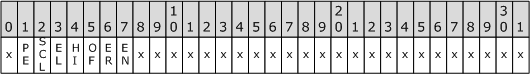 0 1 2 3 4 5 6 7 8 9 10 1 2 3 4 5 6 7 8 9 20 1 2 3 4 5 6 7 8 9 30 1
x PE SCL EL HI OF ER EN x x x x x x x x x x x x x x x x x x x x x x x x